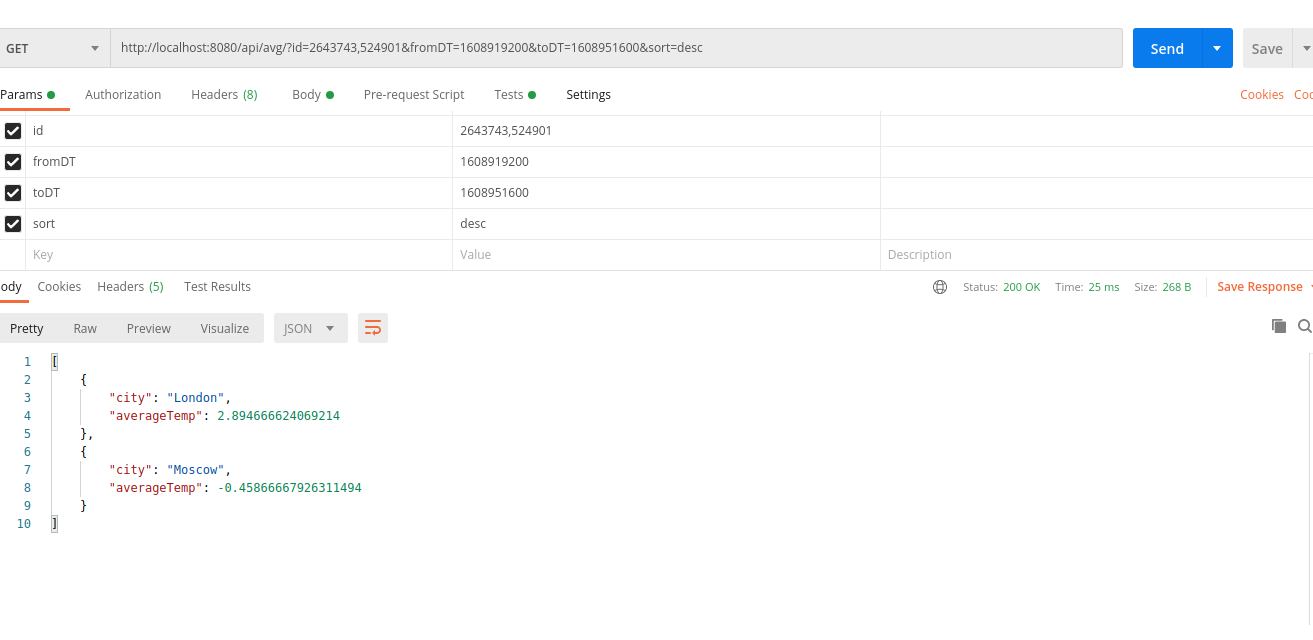 GET http://localhost:8080/api/avg/?id=2643743,524901&fromDT=1608919200&toDT=1608951600&sort=desc Send Save
Params Authorization Headers (8) Body Pre-request Script Tests Settings Cookies Coo
id 2643743,524901
fromDT 1608919200
toDT 1608951600
sort desc
Key Value Description
ody Cookies Headers (5) Test Results Status: 200 OK Time: 25 ms Size: 268 B Save Response
Pretty Raw Preview Visualize JSON
1 [
2 {
3 "city": "London",
4 "averageTemp": 2.894666624069214
5 },
6 {
7 "city": "Moscow",
8 "averageTemp": -0.45866667926311494
9 }
10 ]